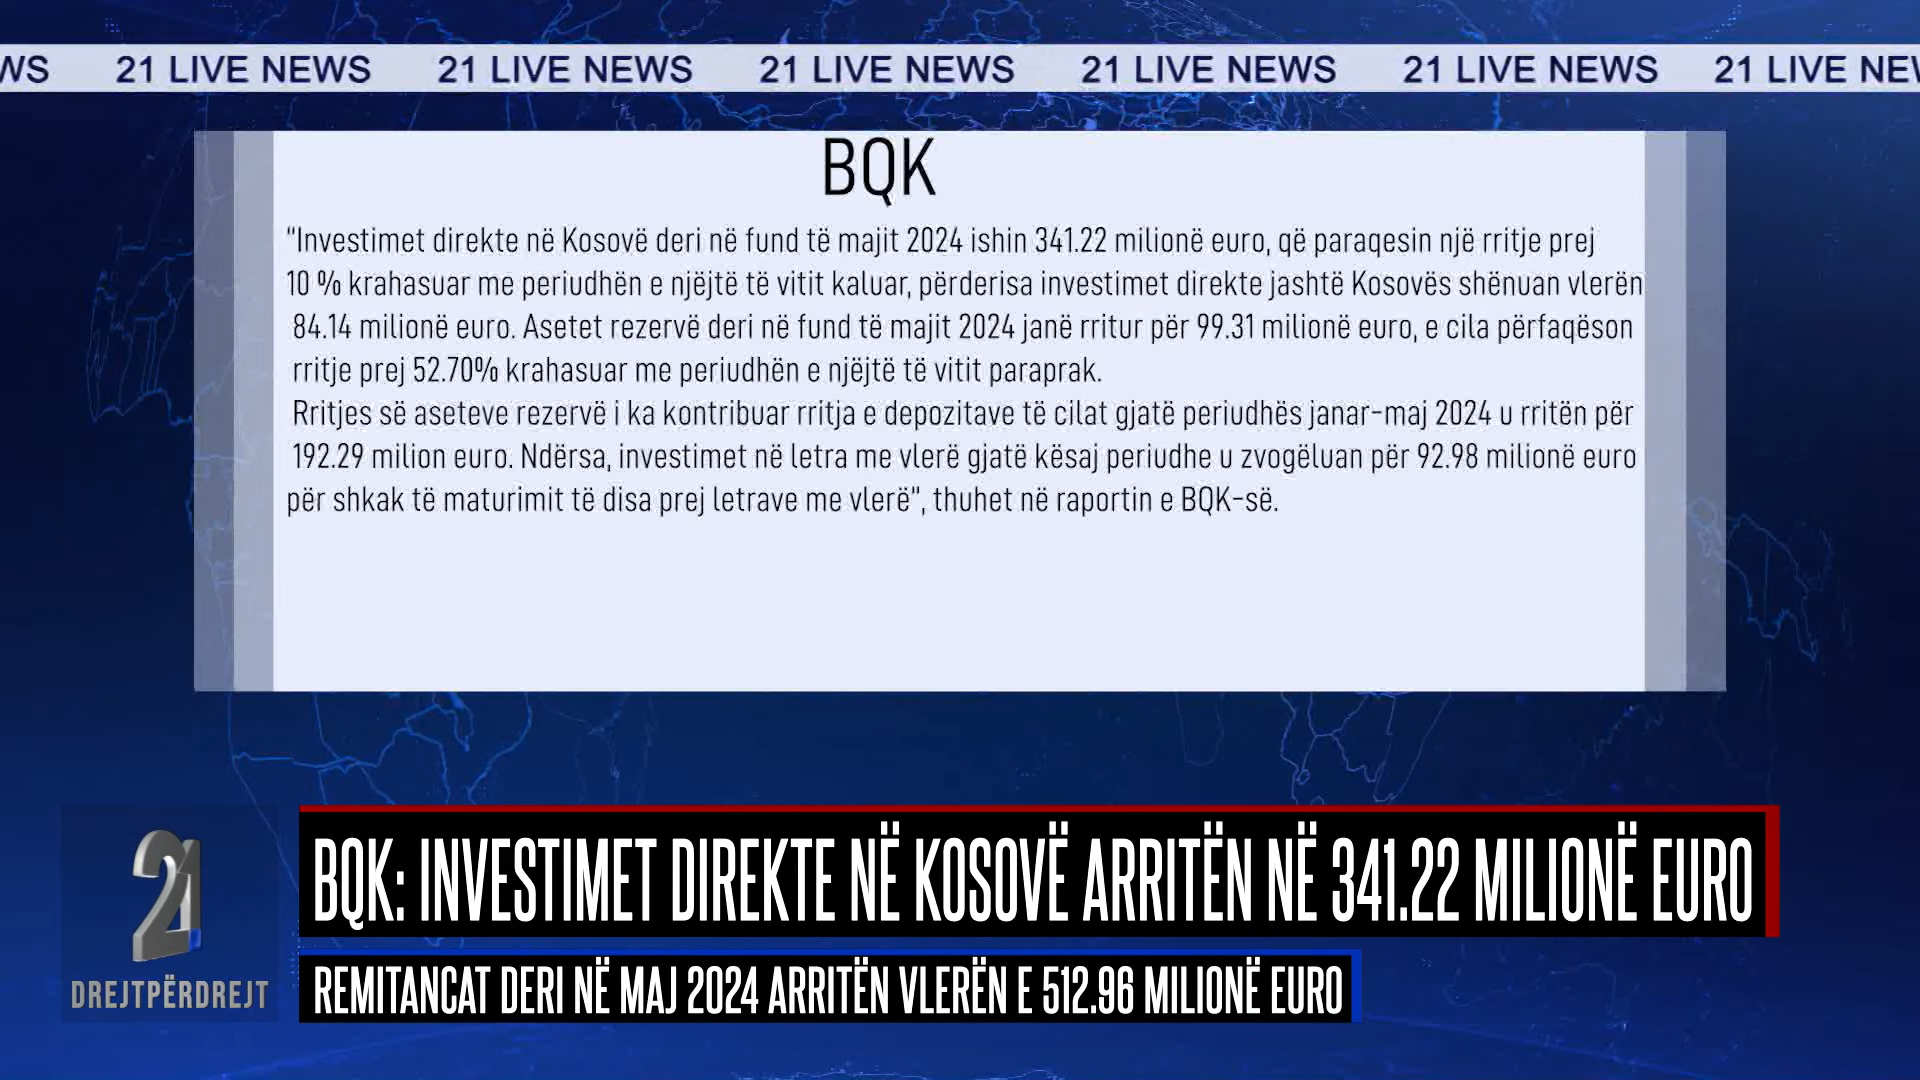 WS 21 LIVE NEWS 21 LIVE NEWS 21 LIVE NEWS 21 LIVE NEWS 21 LIVE NEWS 21 LIVE NEW
BQK
"Investimet direkte në Kosovë deri në fund të majit 2024 ishin 341.22 milionë euro, që paraqesin një rritje prej
10 % krahasuar me periudhën e njëjtë të vitit kaluar, përderisa investimet direkte jashtë Kosovës shënuan vlerën
84.14 milionë euro. Asetet rezervë deri në fund të majit 2024 janë rritur për 99.31 milionë euro, e cila përfaqëson
rritje prej 52.70% krahasuar me periudhën e njëjtë të vitit paraprak.
Rritjes së aseteve rezervë i ka kontribuar rritja e depozitave të cilat gjatë periudhës janar-maj 2024 u rritën për
192.29 milion euro. Ndërsa, investimet në letra me vlerë gjatë kësaj periudhe u zvogëluan për 92.98 milionë euro
për shkak të maturimit të disa prej letrave me vlerë", thuhet në raportin e BQK-së.
BQK: INVESTIMET DIREKTE NË KOSOVË ARRITËN NË 341.22 MILIONË EURO
REMITANCAT DERI NË MAJ 2024 ARRITËN VLERËN E 512.96 MILIONË EURO
21
DREJTPËRDREJT